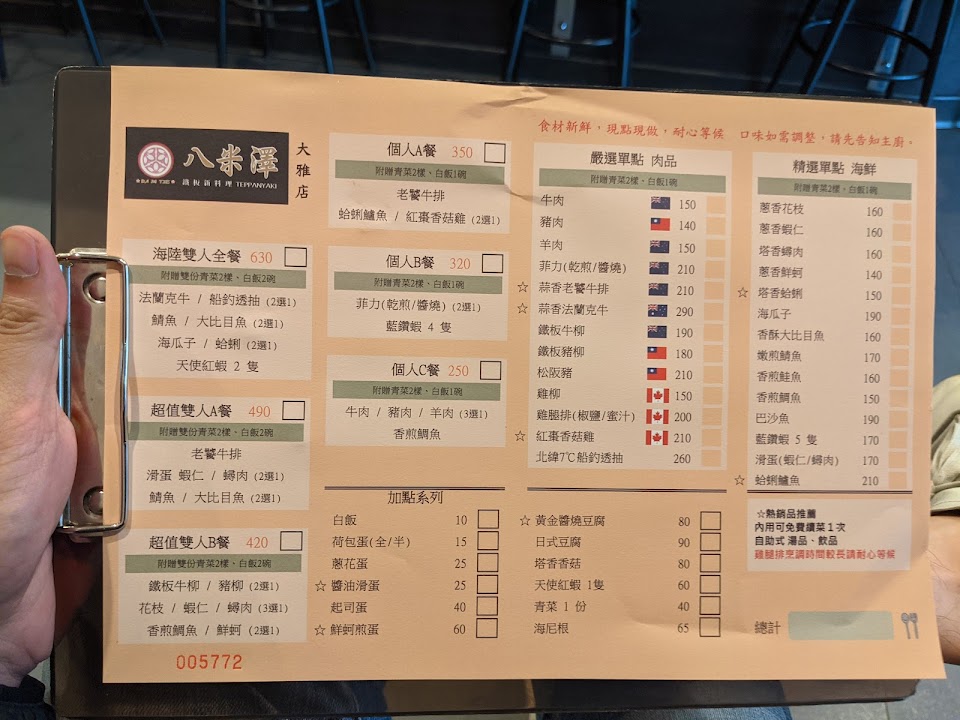 八米澤
BA MI TZE
鐵板新料理 TEPPANYAKI
大雅店
海陸雙人全餐 630
附贈雙份青菜2樣、白飯2碗
法蘭克牛 / 船釣透抽 (2選1)
鯖魚 / 大比目魚 (2選1)
海瓜子 / 蛤蜊 (2選1)
天使紅蝦 2 隻
超值雙人A餐 490
附贈雙份青菜2樣、白飯2碗
老饕牛排
滑蛋 蝦仁 / 蟳肉 (2選1)
鯖魚 / 大比目魚 (2選1)
超值雙人B餐 420
附贈雙份青菜2樣、白飯2碗
鐵板牛柳 / 豬柳 (2選1)
花枝 / 蝦仁 / 蟳肉 (3選1)
香煎鯛魚 / 鮮蚵 (2選1)
005772
個人A餐 350
附贈青菜2樣、白飯1碗
老饕牛排
蛤蜊鱸魚 / 紅棗香菇雞 (2選1)
個人B餐 320
附贈青菜2樣、白飯1碗
菲力(乾煎/醬燒) (2選1)
藍鑽蝦 4 隻
個人C餐 250
附贈青菜2樣、白飯1碗
牛肉 / 豬肉 / 羊肉 (3選1)
香煎鯛魚
加點系列
白飯 10
荷包蛋(全/半) 15
蔥花蛋 25
☆ 醬油滑蛋 25
起司蛋 40
☆ 鮮蚵煎蛋 60
☆ 黃金醬燒豆腐 80
日式豆腐 90
塔香香菇 80
天使紅蝦 1隻 60
青菜 1 份 40
海尼根 65
食材新鮮，現點現做，耐心等候 口味如需調整，請先告知主廚。
嚴選單點 肉品
附贈青菜2樣、白飯1碗
牛肉 150
豬肉 140
羊肉 150
菲力(乾煎/醬燒) 210
☆ 蒜香老饕牛排 210
☆ 蒜香法蘭克牛 290
鐵板牛柳 190
鐵板豬柳 180
松阪豬 210
雞柳 150
雞腿排(椒鹽/蜜汁) 200
☆ 紅棗香菇雞 210
北緯7℃船釣透抽 260
精選單點 海鮮
附贈青菜2樣、白飯1碗
蔥香花枝 160
蔥香蝦仁 160
塔香蟳肉 160
蔥香鮮蚵 140
☆ 塔香蛤蜊 150
海瓜子 190
香酥大比目魚 160
嫩煎鯖魚 170
香煎鮭魚 160
香煎鯛魚 150
巴沙魚 190
藍鑽蝦 5 隻 170
滑蛋(蝦仁/蟳肉) 170
☆ 蛤蜊鱸魚 210
☆熱銷品推薦
內用可免費續菜1次
自助式 湯品、飲品
雞腿排烹調時間較長請耐心等候
總計